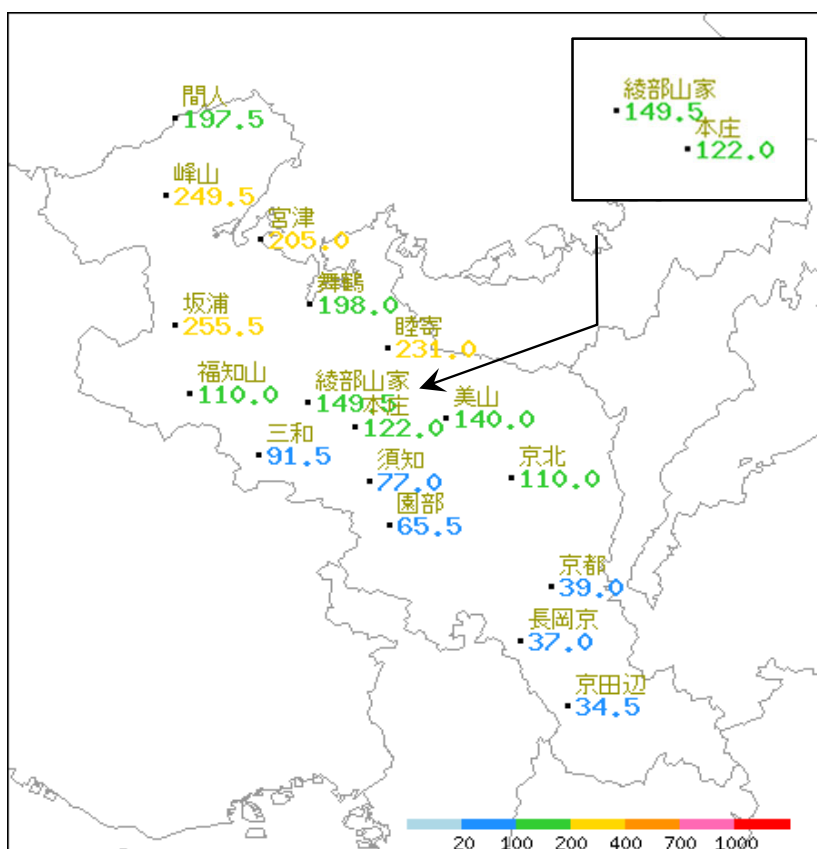 綾部山家
149.5
本庄
122.0
間人
197.5
峰山
249.5
宮津
205.0
舞鶴
198.0
坂浦
255.5
睦寄
231.0
福知山
110.0
綾部山家
149.5
本庄
122.0
美山
140.0
三和
91.5
須知
77.0
京北
110.0
園部
65.5
京都
39.0
長岡京
37.0
京田辺
34.5
20 100 200 400 700 1000